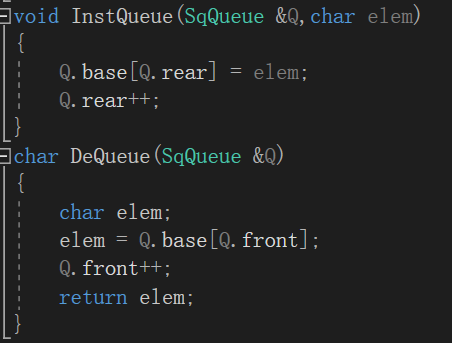 void InstQueue(SqQueue &Q,char elem)
{
Q.base[Q.rear] = elem;
Q.rear++;
}
char DeQueue(SqQueue &Q)
{
char elem;
elem = Q.base[Q.front];
Q.front++;
return elem;
}